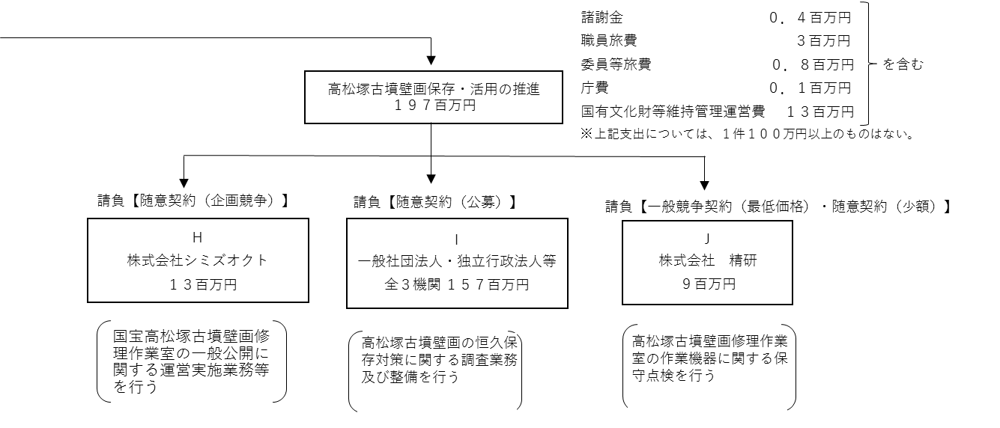 諸謝金　０．４百万円
職員旅費　３百万円
委員等旅費　０．８百万円
庁費　０．１百万円
国有文化財等維持管理運営費　１３百万円
を含む
※上記支出については、１件１００万円以上のものはない。
高松塚古墳壁画保存・活用の推進
１９７百万円
請負【随意契約（企画競争）】
H
株式会社シミズオクト
１３百万円
国宝高松塚古墳壁画修
理作業室の一般公開に
関する運営実施業務等
を行う
請負【随意契約（公募）】
I
一般社団法人・独立行政法人等
全３機関 １５７百万円
高松塚古墳壁画の恒久保
存対策に関する調査業務
及び整備を行う
請負【一般競争契約（最低価格）・随意契約（少額）】
J
株式会社　精研
９百万円
高松塚古墳壁画修理作業
室の作業機器に関する保
守点検を行う